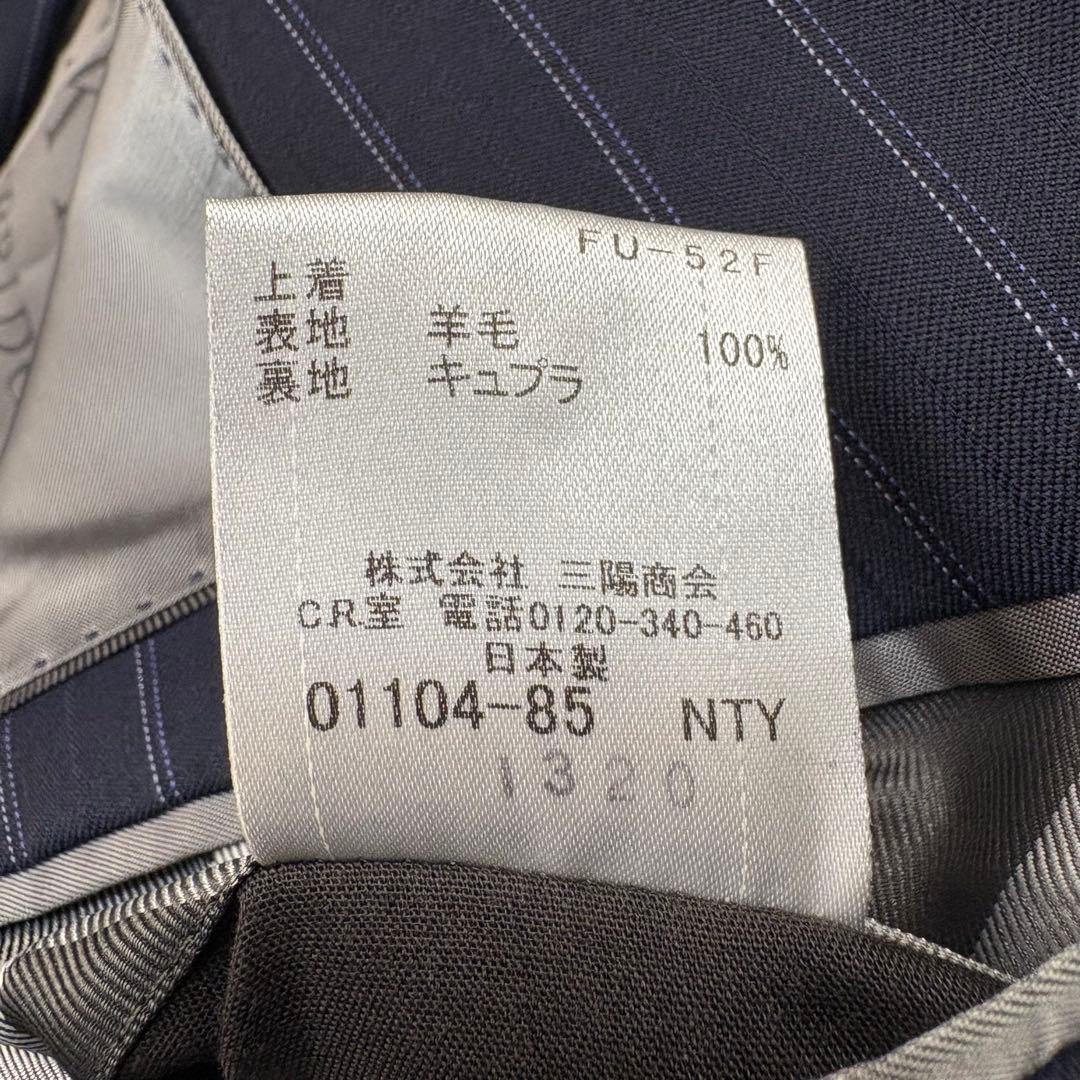 FU-52F
上着
表地 羊毛 100%
裏地 キュプラ
株式会社 三陽商会
C.R.室 電話0120-340-460
日本製
01104-85 NTY
1320